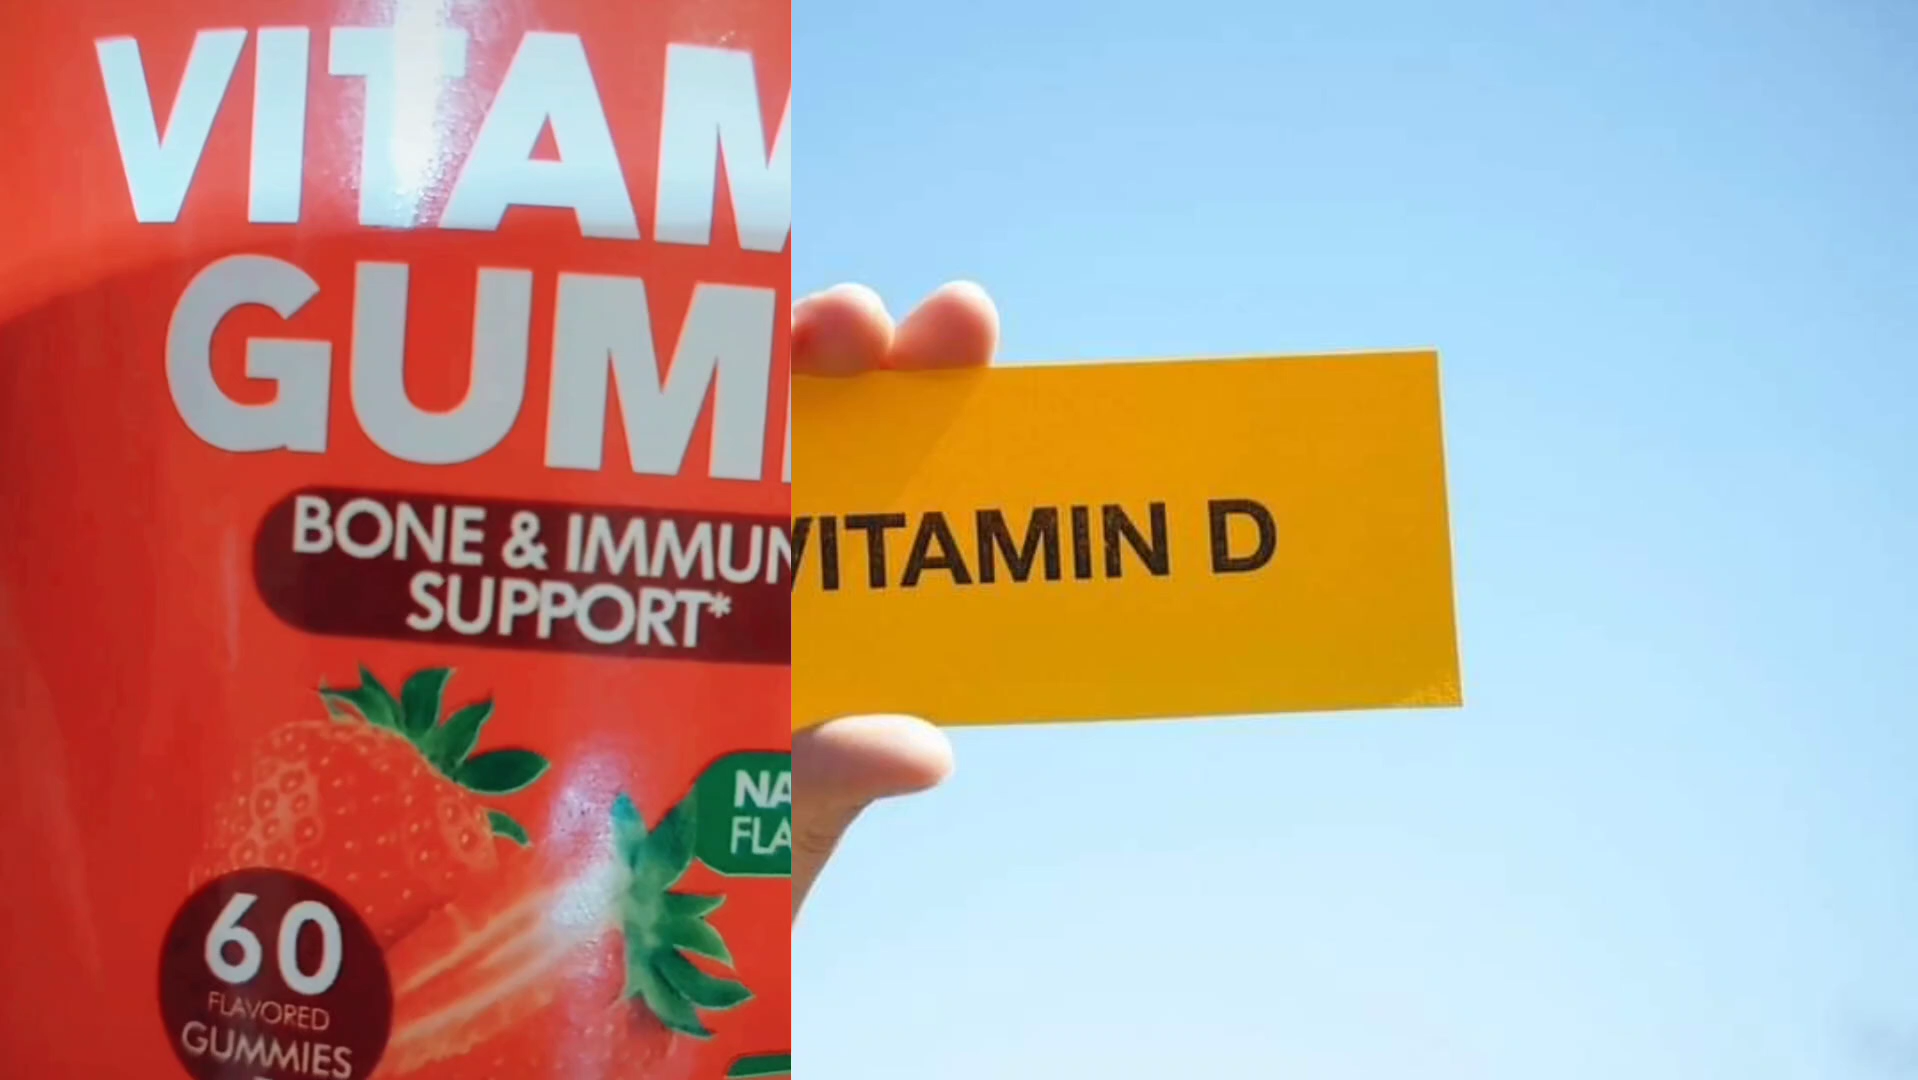 VITAM
GUM
BONE & IMMUN
SUPPORT*
NA
FLA
60
FLAVORED
GUMMIES
VITAMIN D